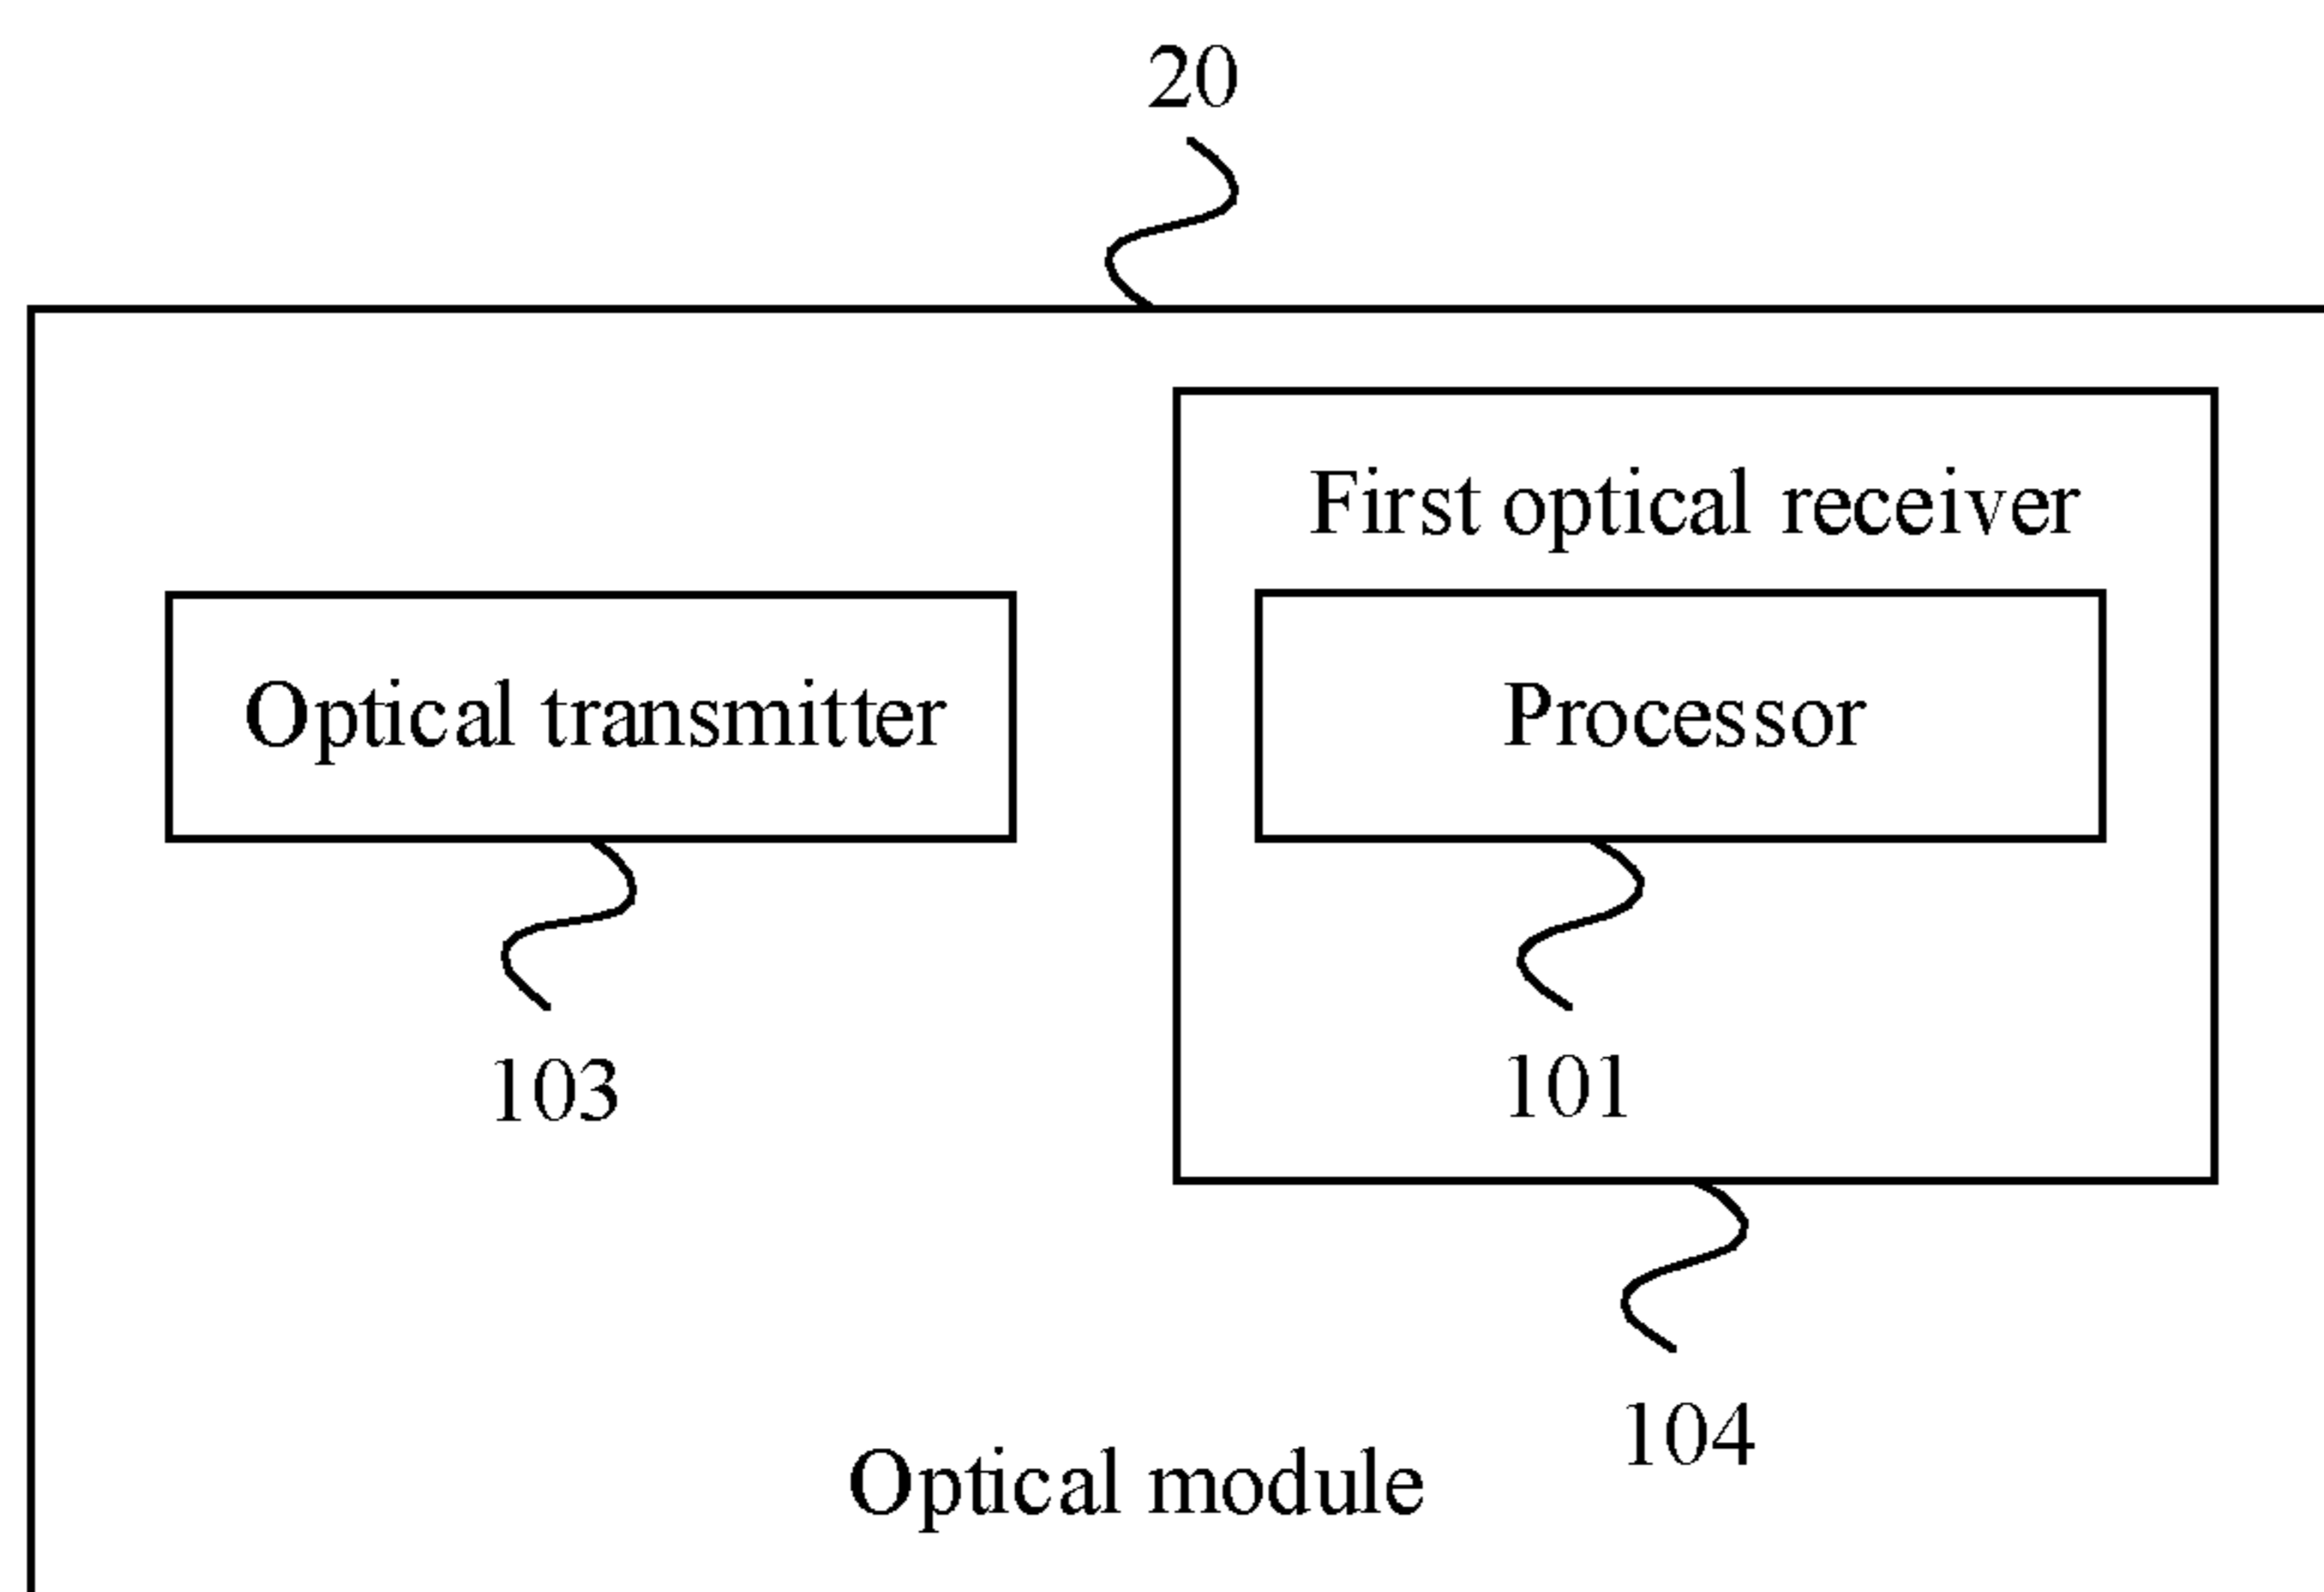 20
First optical receiver
Optical transmitter
Processor
103
101
104
Optical module